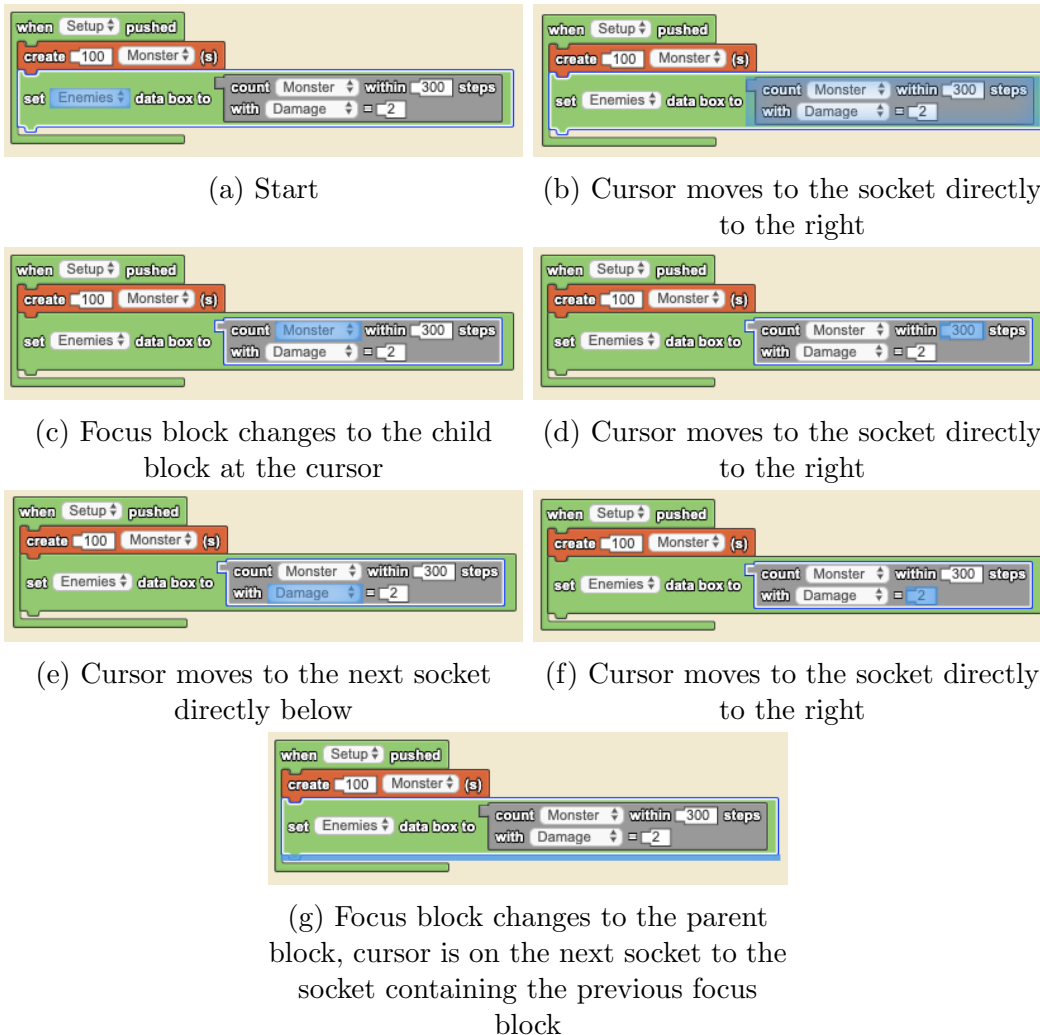 when Setup pushed
create 100 Monster (s)
set Enemies data box to count Monster within 300 steps
with Damage = 2
(a) Start
when Setup pushed
create 100 Monster (s)
set Enemies data box to count Monster within 300 steps
with Damage = 2
(b) Cursor moves to the socket directly
to the right
when Setup pushed
create 100 Monster (s)
set Enemies data box to count Monster within 300 steps
with Damage = 2
(c) Focus block changes to the child
block at the cursor
when Setup pushed
create 100 Monster (s)
set Enemies data box to count Monster within 300 steps
with Damage = 2
(d) Cursor moves to the socket directly
to the right
when Setup pushed
create 100 Monster (s)
set Enemies data box to count Monster within 300 steps
with Damage = 2
(e) Cursor moves to the next socket
directly below
when Setup pushed
create 100 Monster (s)
set Enemies data box to count Monster within 300 steps
with Damage = 2
(f) Cursor moves to the socket directly
to the right
when Setup pushed
create 100 Monster (s)
set Enemies data box to count Monster within 300 steps
with Damage = 2
(g) Focus block changes to the parent
block, cursor is on the next socket to the
socket containing the previous focus
block